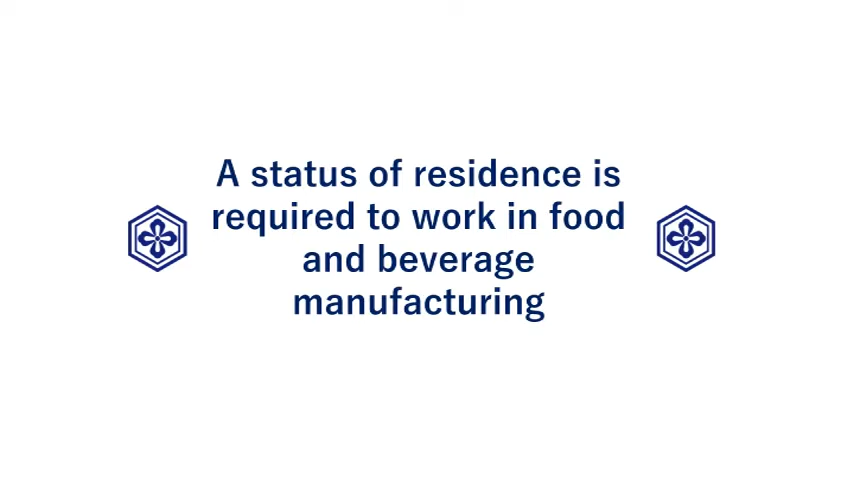 A status of residence is
required to work in food
and beverage
manufacturing